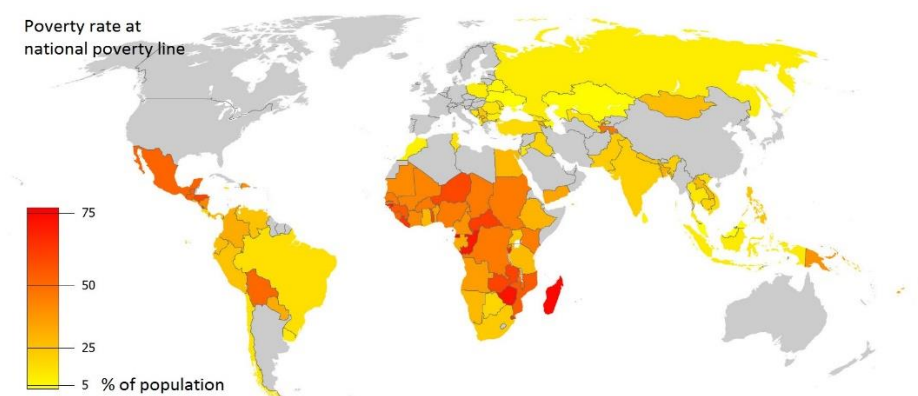 Poverty rate at
national poverty line
75
50
25
5 % of population